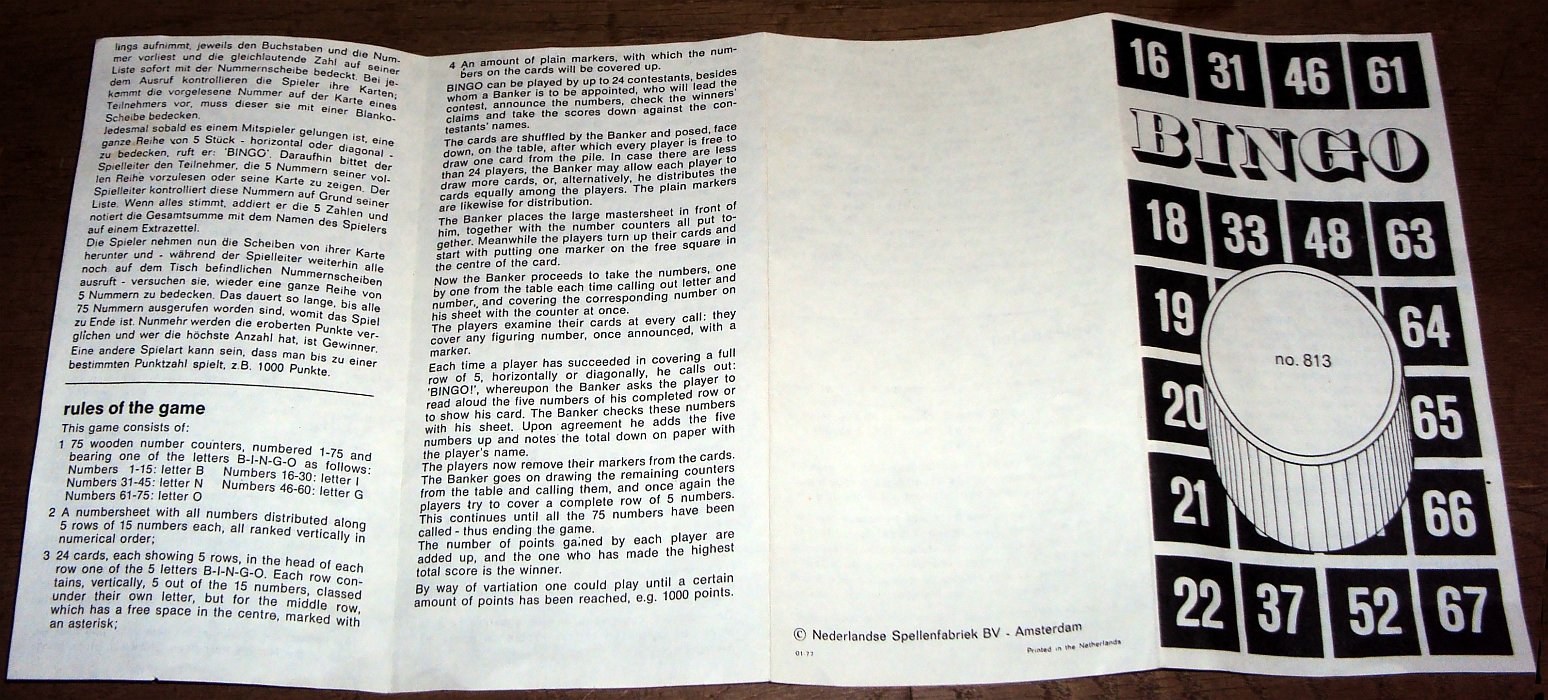 lings aufnimmt, jeweils den Buchstaben und die Num-
mer vorliest und die gleichlautende Zahl auf seiner
Liste sofort mit der Nummernscheibe bedeckt. Bei je-
dem Ausruf kontrollieren die Spieler ihre Karten;
kommt die vorgelesene Nummer auf der Karte eines
Teilnehmers vor, muss dieser sie mit einer Blanko-
Scheibe bedecken.
Jedesmal sobald es einem Mitspieler gelungen ist, eine
ganze Reihe von 5 Stück - horizontal oder diagonal -
zu bedecken, ruft er: 'BINGO'. Daraufhin bittet der
Spielleiter den Teilnehmer, die 5 Nummern seiner vol-
len Reihe vorzulesen oder seine Karte zu zeigen. Der
Spielleiter kontrolliert diese Nummern auf Grund seiner
Liste. Wenn alles stimmt, addiert er die 5 Zahlen und
notiert die Gesamtsumme mit dem Namen des Spielers
auf einem Extrazettel.
Die Spieler nehmen nun die Scheiben von ihrer Karte
herunter und - während der Spielleiter weiterhin alle
noch auf dem Tisch befindlichen Nummernscheiben
ausruft - versuchen sie, wieder eine ganze Reihe von
5 Nummern zu bedecken. Das dauert so lange, bis alle
75 Nummern ausgerufen worden sind, womit das Spiel
zu Ende ist. Nunmehr werden die eroberten Punkte ver-
glichen und wer die höchste Anzahl hat, ist Gewinner.
Eine andere Spielart kann sein, dass man bis zu einer
bestimmten Punktzahl spielt, z.B. 1000 Punkte.
rules of the game
This game consists of:
1 75 wooden number counters, numbered 1-75 and
bearing one of the letters B-I-N-G-O as follows:
Numbers 1-15: letter B Numbers 16-30: letter I
Numbers 31-45: letter N Numbers 46-60: letter G
Numbers 61-75: letter O
2 A numbersheet with all numbers distributed along
5 rows of 15 numbers each, all ranked vertically in
numerical order;
3 24 cards, each showing 5 rows, in the head of each
row one of the 5 letters B-I-N-G-O. Each row con-
tains, vertically, 5 out of the 15 numbers, classed
under their own letter, but for the middle row,
which has a free space in the centre, marked with
an asterisk;
4 An amount of plain markers, with which the num-
bers on the cards will be covered up.
BINGO can be played by up to 24 contestants, besides
whom a Banker is to be appointed, who will lead the
contest, announce the numbers, check the winners'
claims and take the scores down against the con-
testants' names.
The cards are shuffled by the Banker and posed, face
down, on the table, after which every player is free to
draw one card from the pile. In case there are less
than 24 players, the Banker may allow each player to
draw more cards, or, alternatively, he distributes the
cards equally among the players. The plain markers
are likewise for distribution.
The Banker places the large mastersheet in front of
him, together with the number counters all put to-
gether. Meanwhile the players turn up their cards and
start with putting one marker on the free square in
the centre of the card.
Now the Banker proceeds to take the numbers, one
by one from the table each time calling out letter and
number, and covering the corresponding number on
his sheet with the counter at once.
The players examine their cards at every call: they
cover any figuring number, once announced, with a
marker.
Each time a player has succeeded in covering a full
row of 5, horizontally or diagonally, he calls out:
'BINGO!', whereupon the Banker asks the player to
read aloud the five numbers of his completed row or
to show his card. The Banker checks these numbers
with his sheet. Upon agreement he adds the five
numbers up and notes the total down on paper with
the player's name.
The players now remove their markers from the cards.
The Banker goes on drawing the remaining counters
from the table and calling them, and once again the
players try to cover a complete row of 5 numbers.
This continues until all the 75 numbers have been
called - thus ending the game.
The number of points gained by each player are
added up, and the one who has made the highest
total score is the winner.
By way of vartiation one could play until a certain
amount of points has been reached, e.g. 1000 points.
© Nederlandse Spellenfabriek BV - Amsterdam
01 77
Printed in the Netherlands
16 31 46 61
BINGO
18 33 48 63
19 64
no. 813
20 65
21 66
22 37 52 67